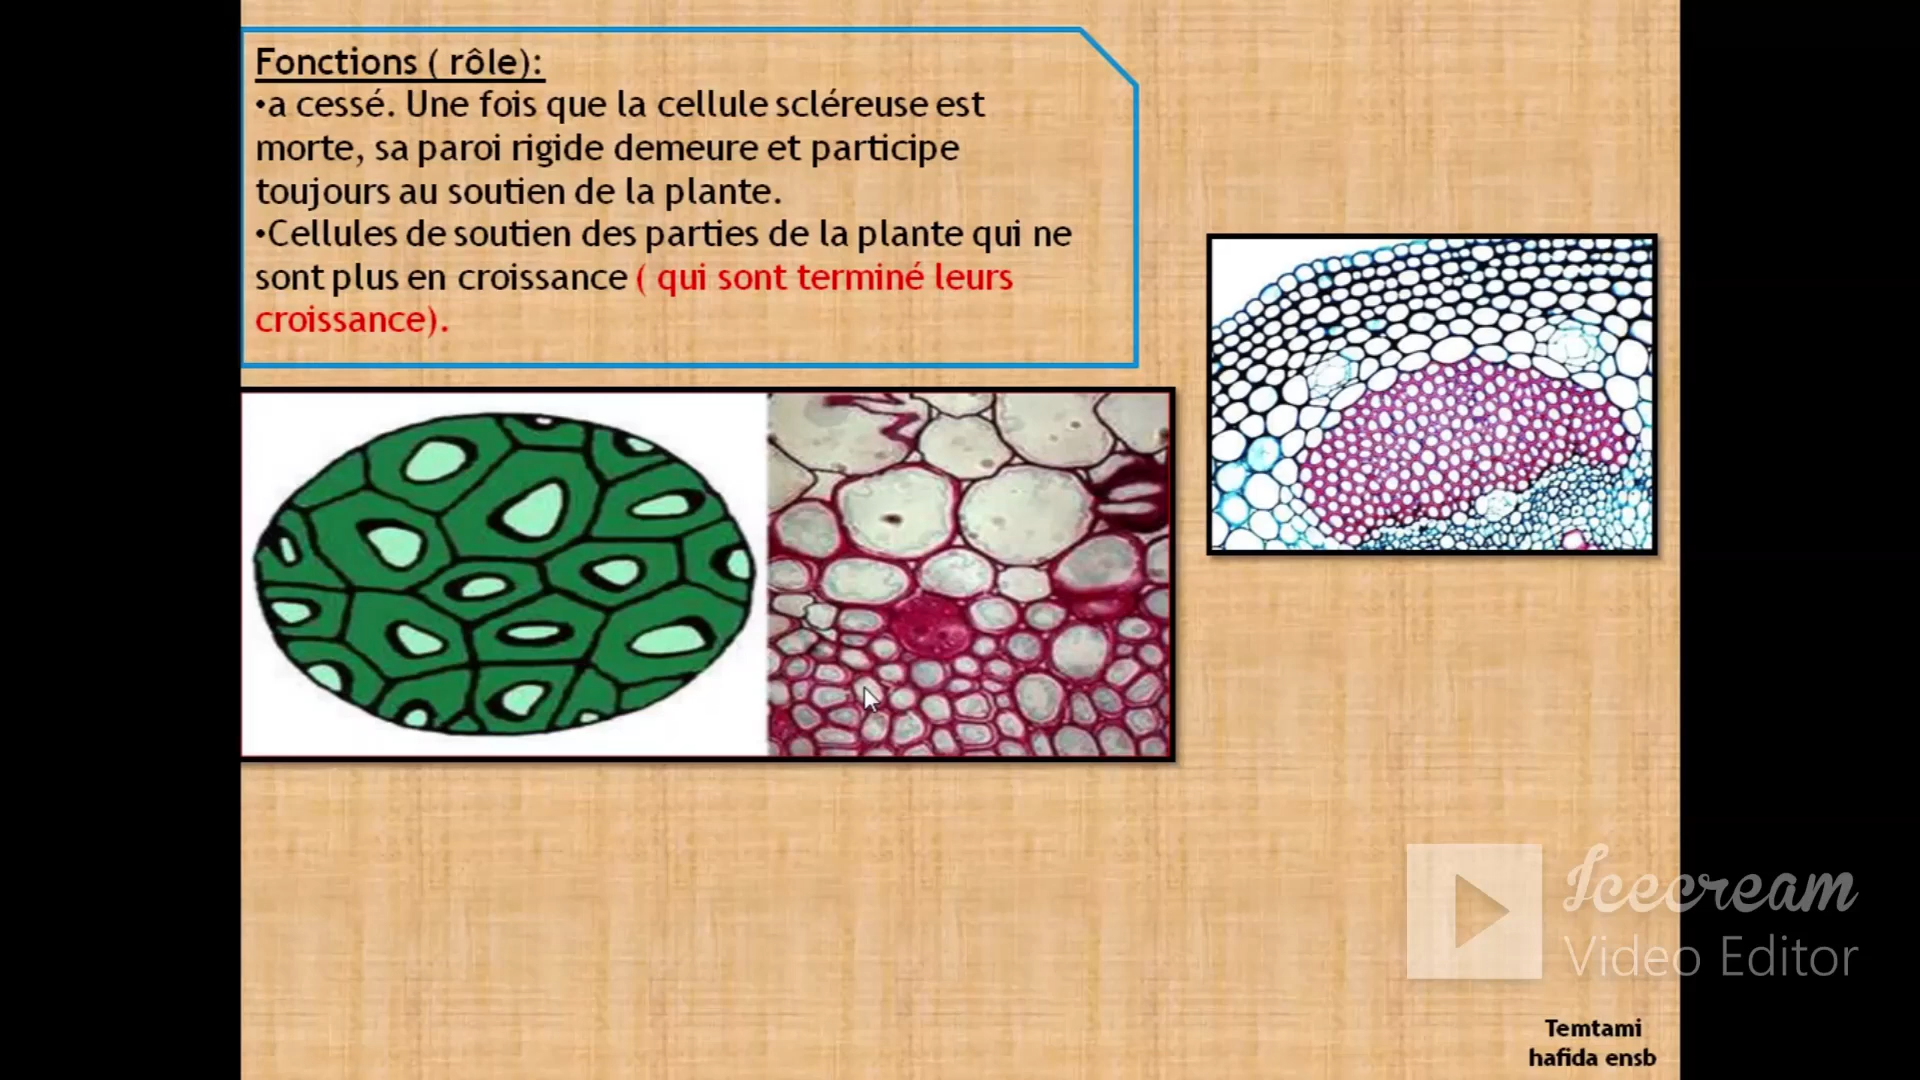 Fonctions ( rôle):
•a cessé. Une fois que la cellule scléreuse est
morte, sa paroi rigide demeure et participe
toujours au soutien de la plante.
•Cellules de soutien des parties de la plante qui ne
sont plus en croissance ( qui sont terminé leurs
croissance).
Icecream
Video Editor
Temtami
hafida ensb